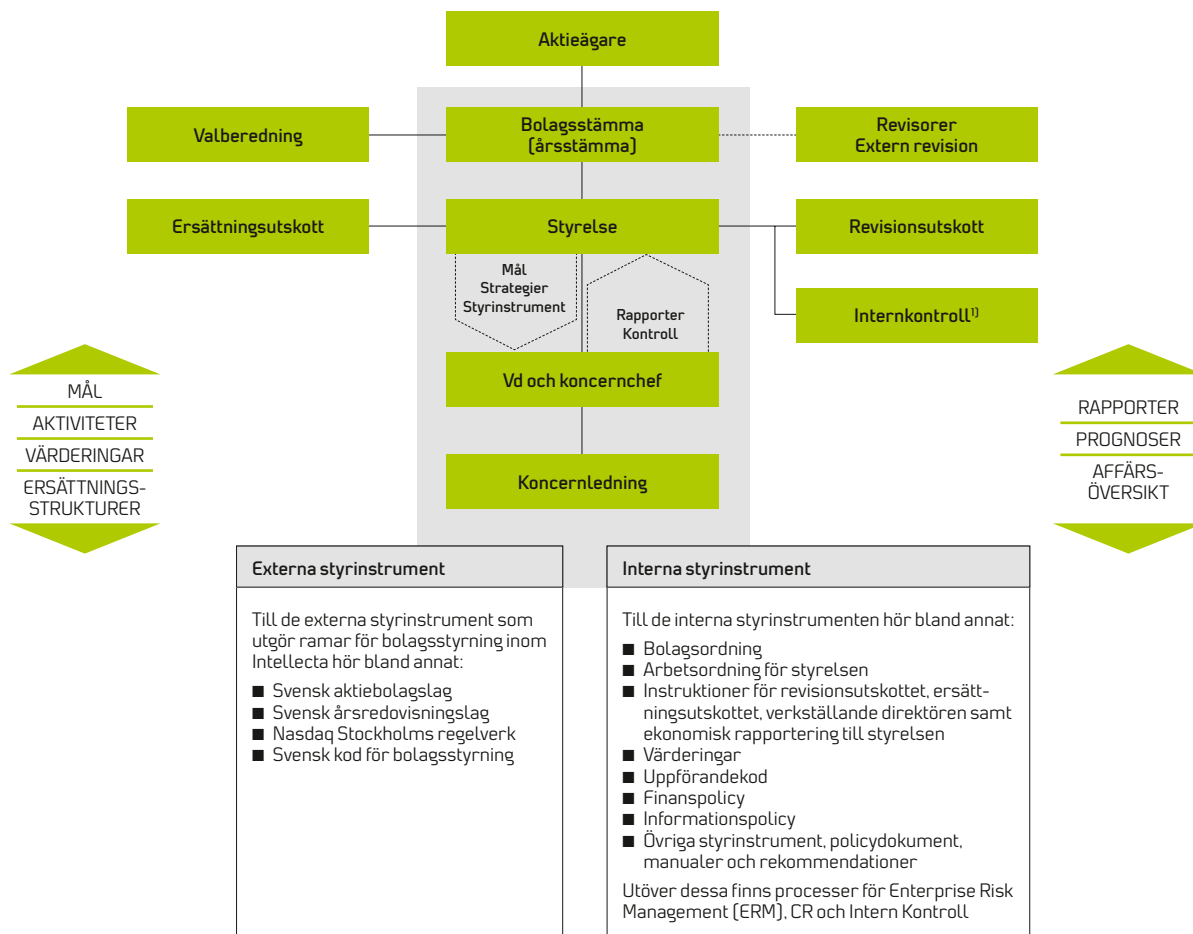 Aktieägare
Valberedning
Bolagsstämma
(årsstämma)
Revisorer
Extern revision
Ersättningsutskott
Styrelse
Revisionsutskott
Mål
Strategier
Styrinstrument
Rapporter
Kontroll
Internkontroll¹⁾
Vd och koncernchef
Koncernledning
MÅL
AKTIVITETER
VÄRDERINGAR
ERSÄTTNINGS-
STRUKTURER
RAPPORTER
PROGNOSER
AFFÄRS-
ÖVERSIKT
Externa styrinstrument
Till de externa styrinstrument som
utgör ramar för bolagsstyrning inom
Intellecta hör bland annat:
■ Svensk aktiebolagslag
■ Svensk årsredovisningslag
■ Nasdaq Stockholms regelverk
■ Svensk kod för bolagsstyrning
Interna styrinstrument
Till de interna styrinstrumenten hör bland annat:
■ Bolagsordning
■ Arbetsordning för styrelsen
■ Instruktioner för revisionsutskottet, ersätt-
ningsutskottet, verkställande direktören samt
ekonomisk rapportering till styrelsen
■ Värderingar
■ Uppförandekod
■ Finanspolicy
■ Informationspolicy
■ Övriga styrinstrument, policydokument,
manualer och rekommendationer
Utöver dessa finns processer för Enterprise Risk
Management (ERM), CR och Intern Kontroll